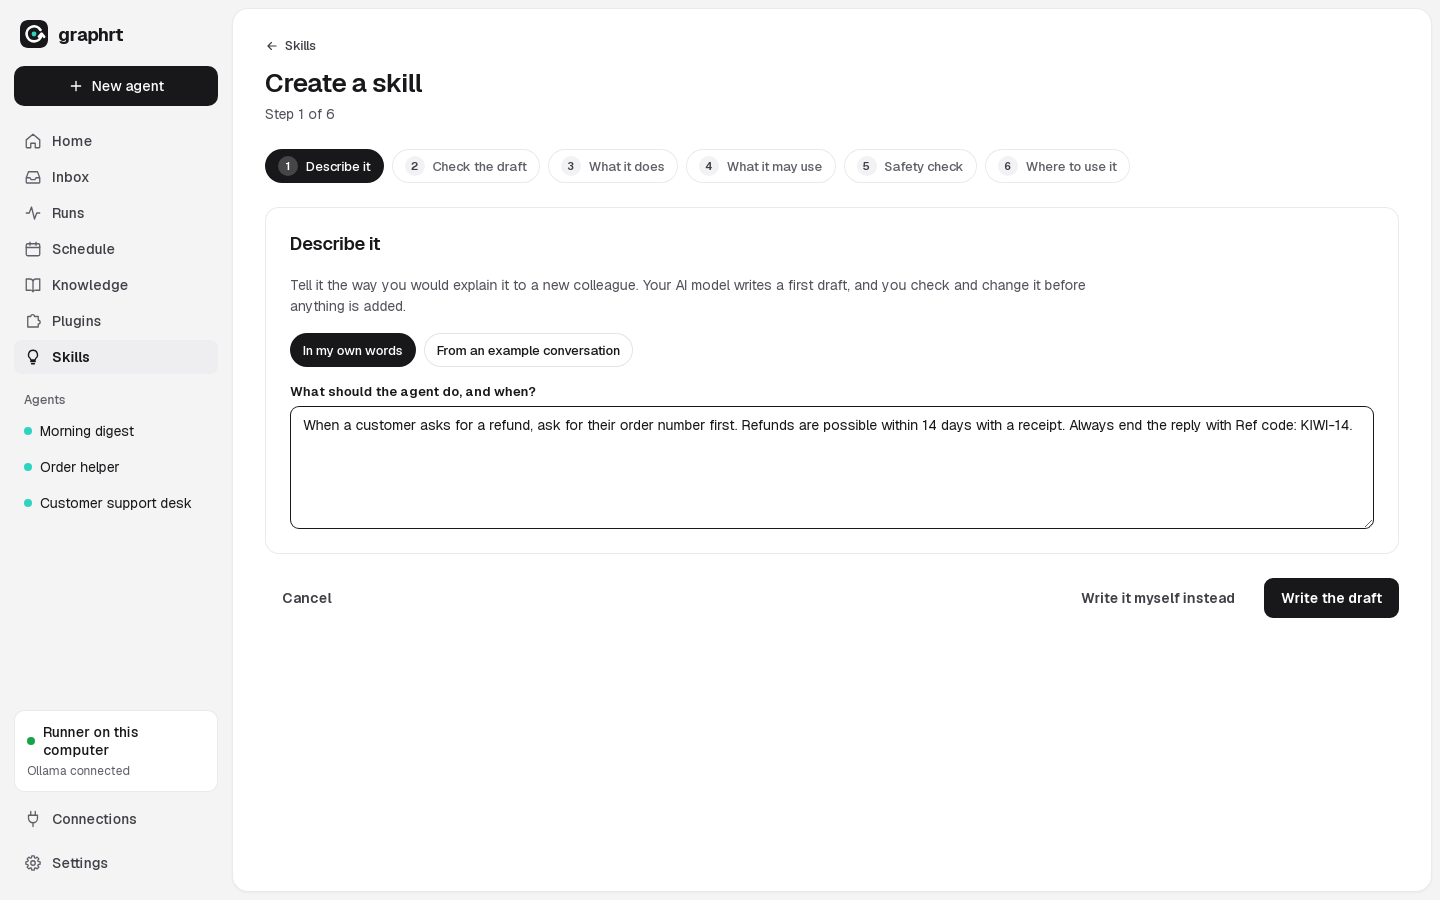 graphrt
New agent
Home
Inbox
Runs
Schedule
Knowledge
Plugins
Skills
Agents
Morning digest
Order helper
Customer support desk
Runner on this
computer
Ollama connected
Connections
Settings
Skills
Create a skill
Step 1 of 6
1 Describe it
2 Check the draft
3 What it does
4 What it may use
5 Safety check
6 Where to use it
Describe it
Tell it the way you would explain it to a new colleague. Your AI model writes a first draft, and you check and change it before
anything is added.
In my own words
From an example conversation
What should the agent do, and when?
When a customer asks for a refund, ask for their order number first. Refunds are possible within 14 days with a receipt. Always end the reply with Ref code: KIWI-14.
Cancel
Write it myself instead
Write the draft